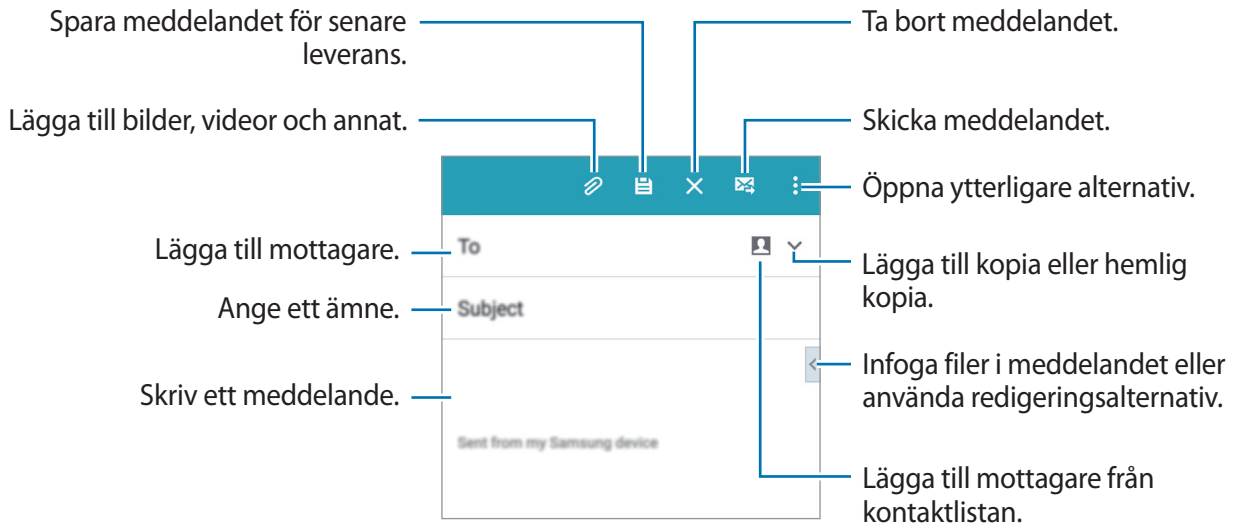 Spara meddelandet för senare
leverans.
Ta bort meddelandet.
Lägga till bilder, videor och annat.
Skicka meddelandet.
Öppna ytterligare alternativ.
Lägga till mottagare.
To
Lägga till kopia eller hemlig
kopia.
Ange ett ämne.
Subject
Infoga filer i meddelandet eller
använda redigeringsalternativ.
Skriv ett meddelande.
Sent from my Samsung device
Lägga till mottagare från
kontaktlistan.